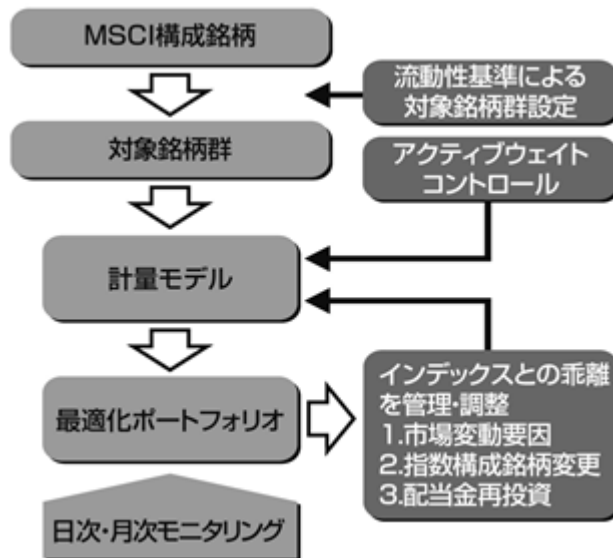 MSCI構成銘柄
流動性基準による
対象銘柄群設定
対象銘柄群
アクティブウェイト
コントロール
計量モデル
最適化ポートフォリオ
インデックスとの乖離
を管理・調整
1.市場変動要因
2.指数構成銘柄変更
3.配当金再投資
日次・月次モニタリング